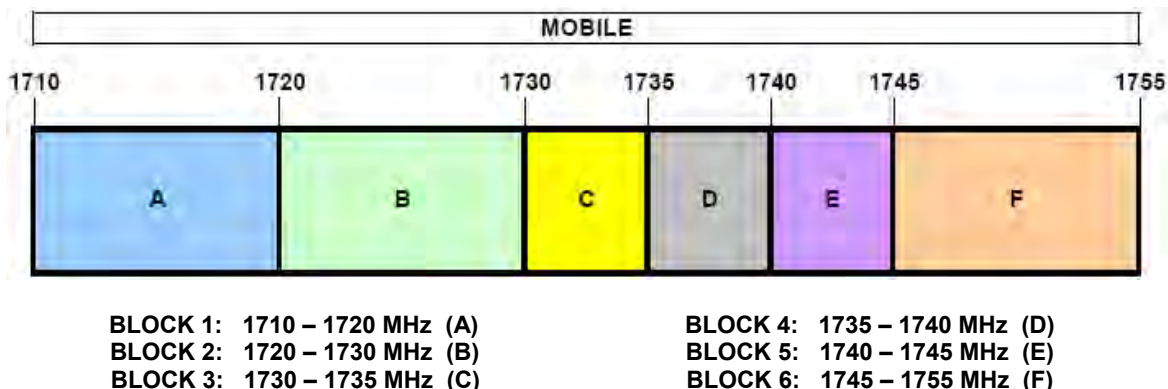 MOBILE
1710 1720 1730 1735 1740 1745 1755
A B C D E F
BLOCK 1: 1710 – 1720 MHz (A)
BLOCK 2: 1720 – 1730 MHz (B)
BLOCK 3: 1730 – 1735 MHz (C)
BLOCK 4: 1735 – 1740 MHz (D)
BLOCK 5: 1740 – 1745 MHz (E)
BLOCK 6: 1745 – 1755 MHz (F)